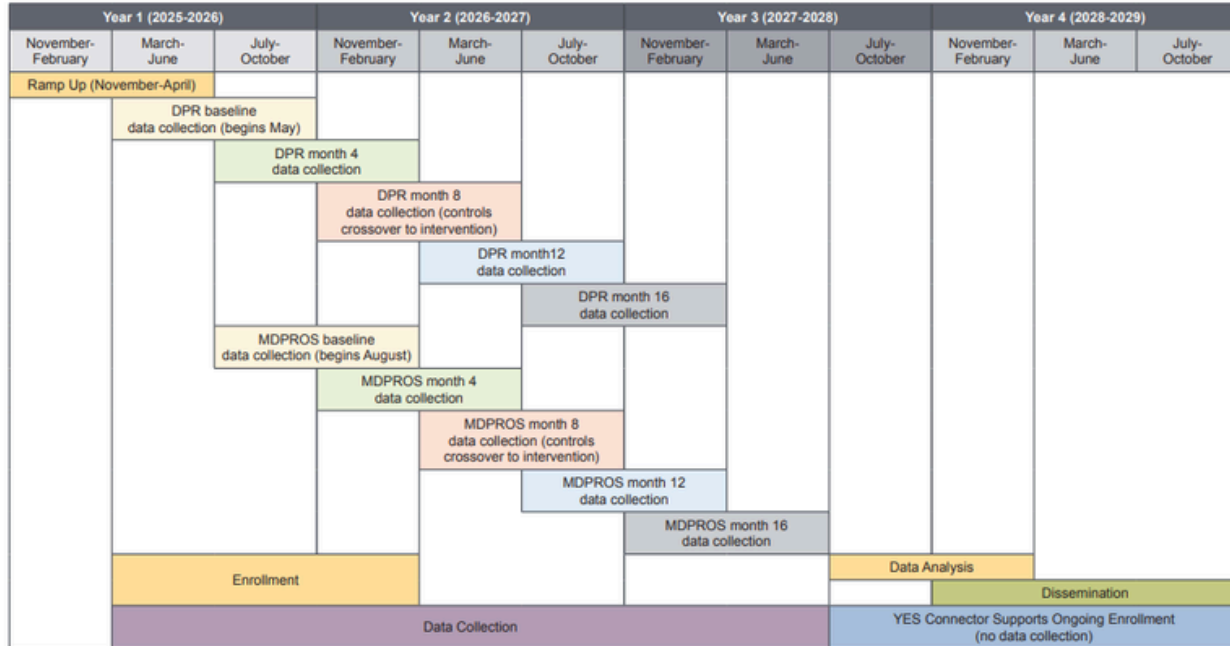 Year 1 (2025-2026)
Year 2 (2026-2027)
Year 3 (2027-2028)
Year 4 (2028-2029)
November-
February
March-
June
July-
October
November-
February
March-
June
July-
October
November-
February
March-
June
July-
October
November-
February
March-
June
July-
October
Ramp Up (November-April)
DPR baseline
data collection (begins May)
DPR month 4
data collection
DPR month 8
data collection (controls
crossover to intervention)
DPR month12
data collection
DPR month 16
data collection
MDPROS baseline
data collection (begins August)
MDPROS month 4
data collection
MDPROS month 8
data collection (controls
crossover to intervention)
MDPROS month 12
data collection
MDPROS month 16
data collection
Enrollment
Data Analysis
Dissemination
Data Collection
YES Connector Supports Ongoing Enrollment
(no data collection)